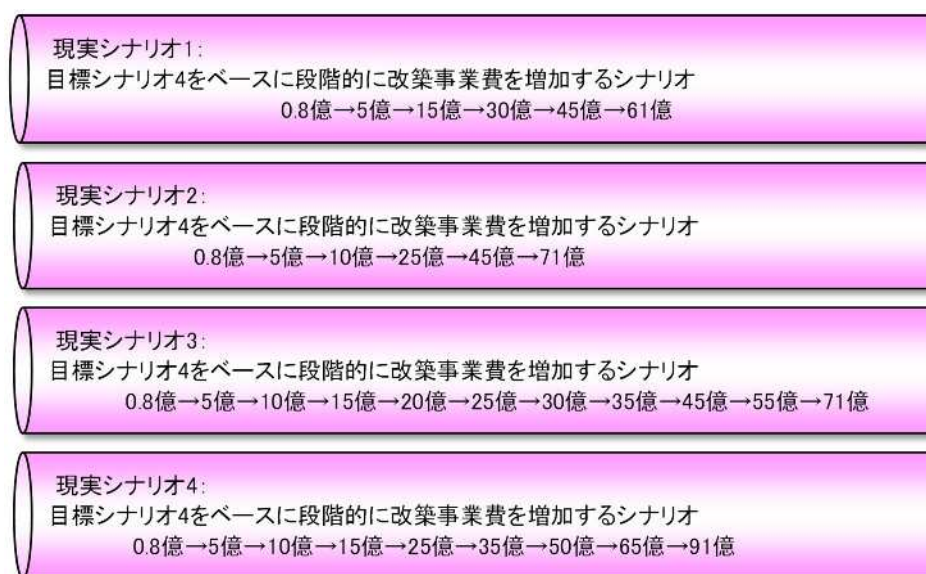 現実シナリオ1:
目標シナリオ4をベースに段階的に改築事業費を増加するシナリオ
0.8億→5億→15億→30億→45億→61億
現実シナリオ2:
目標シナリオ4をベースに段階的に改築事業費を増加するシナリオ
0.8億→5億→10億→25億→45億→71億
現実シナリオ3:
目標シナリオ4をベースに段階的に改築事業費を増加するシナリオ
0.8億→5億→10億→15億→20億→25億→30億→35億→45億→55億→71億
現実シナリオ4:
目標シナリオ4をベースに段階的に改築事業費を増加するシナリオ
0.8億→5億→10億→15億→25億→35億→50億→65億→91億